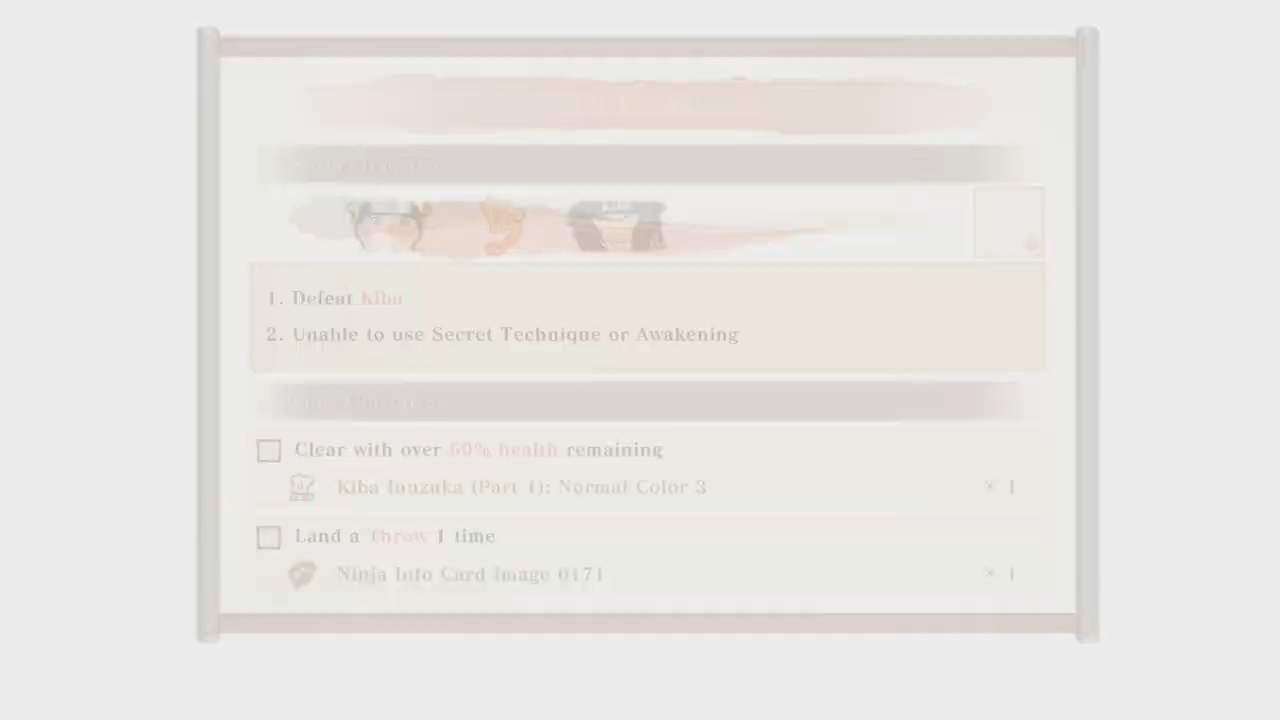 1. Defeat Kiba
2. Unable to use Secret Technique or Awakening
Clear with over 60% health remaining
Kiba Inuzuka (Part 1): Normal Color 3 × 1
Land a Throw 1 time
Ninja Info Card Image 0171 × 1